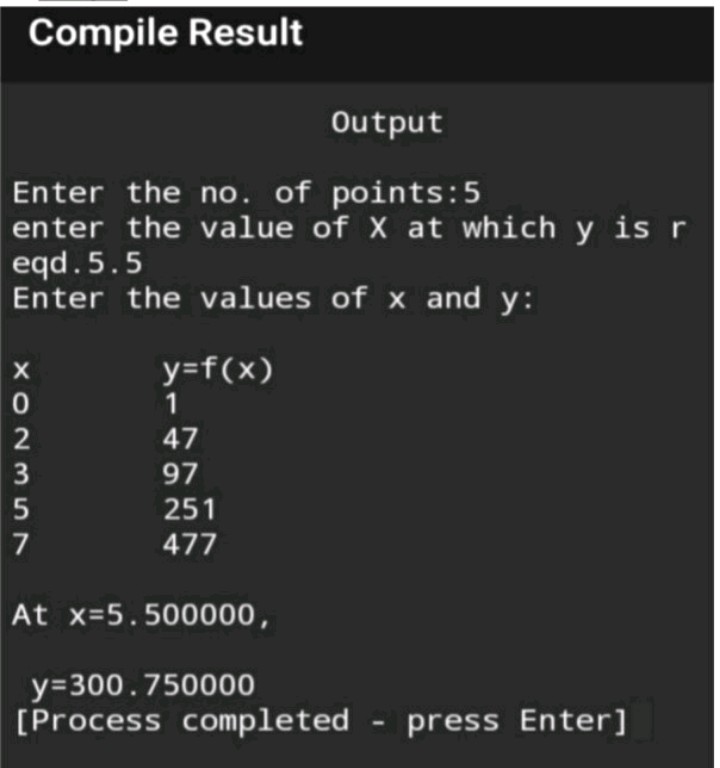 Compile Result
Output
Enter the no. of points:5
enter the value of X at which y is r
eqd.5.5
Enter the values of x and y:
x y=f(x)
0 1
2 47
3 97
5 251
7 477
At x=5.500000,
y=300.750000
[Process completed - press Enter]